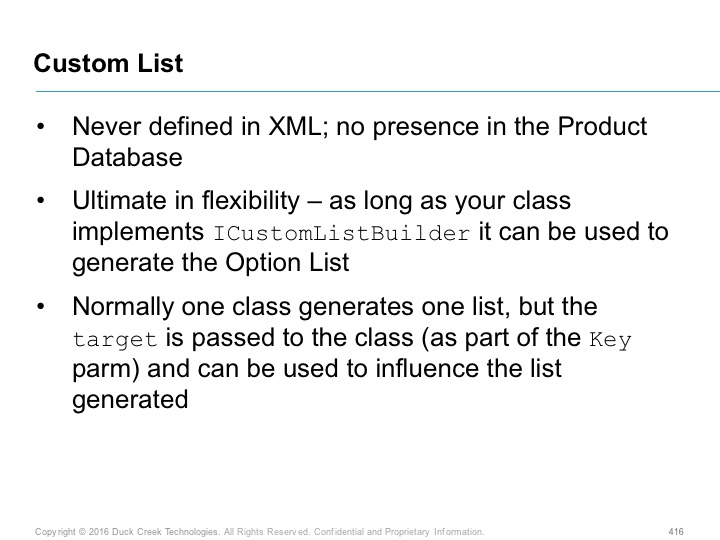 Custom List
• Never defined in XML; no presence in the Product
Database
• Ultimate in flexibility – as long as your class
implements ICustomListBuilder it can be used to
generate the Option List
• Normally one class generates one list, but the
target is passed to the class (as part of the Key
parm) and can be used to influence the list
generated
Copyright © 2016 Duck Creek Technologies. All Rights Reserved. Confidential and Proprietary Information.
416